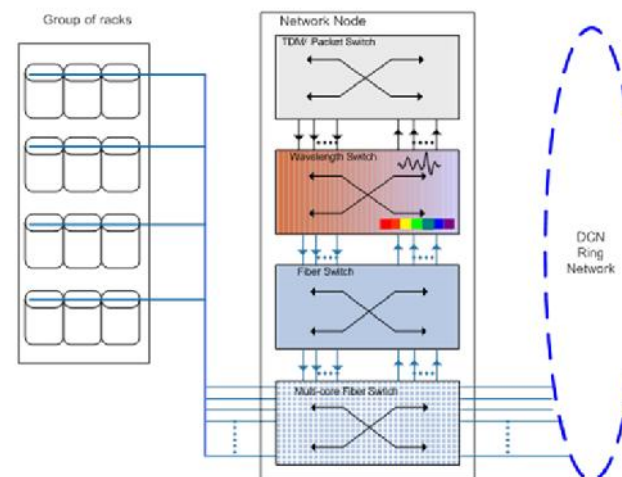 Group of racks
Network Node
TDM/ Packet Switch
Wavelength Switch
Fiber Switch
Multi-core Fiber Switch
DCN
Ring
Network